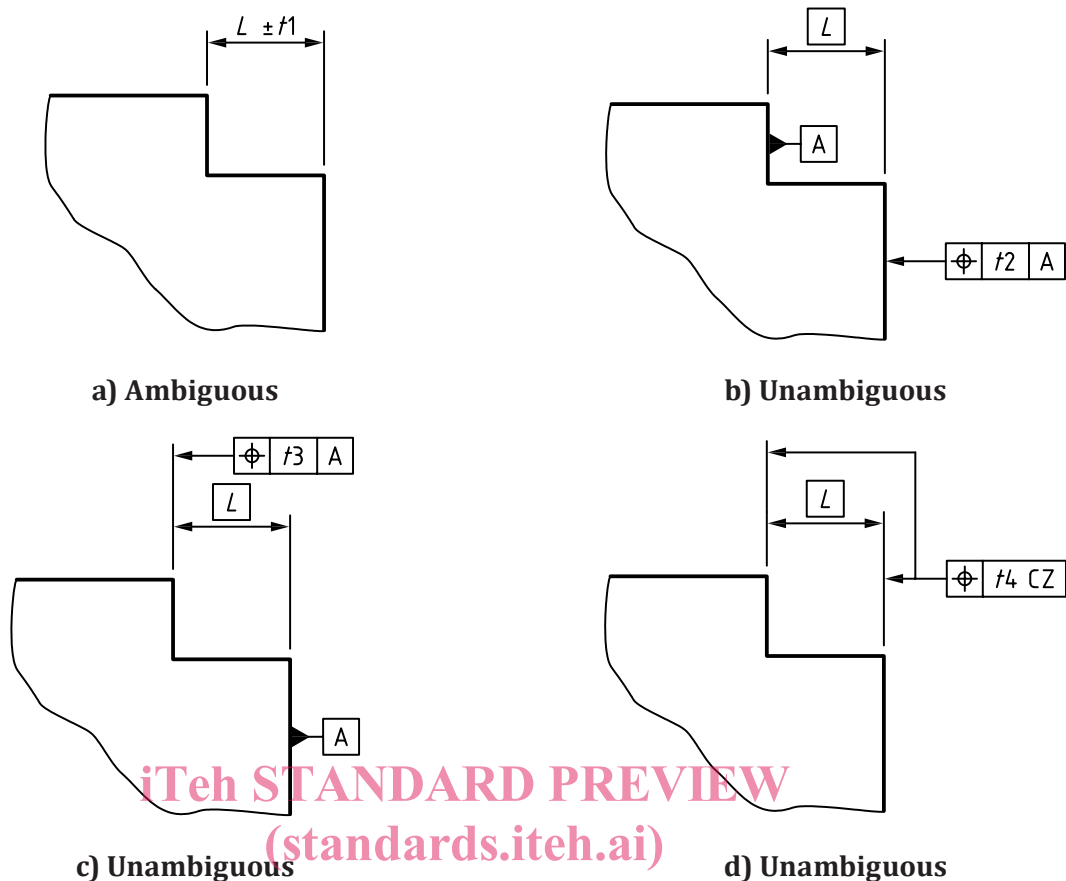 L ±t1
L
A
⌖ t2 A
a) Ambiguous
b) Unambiguous
⌖ t3 A
L
A
L
⌖ t4 CZ
iTeh STANDARD PREVIEW
(standards.iteh.ai)
c) Unambiguous
d) Unambiguous